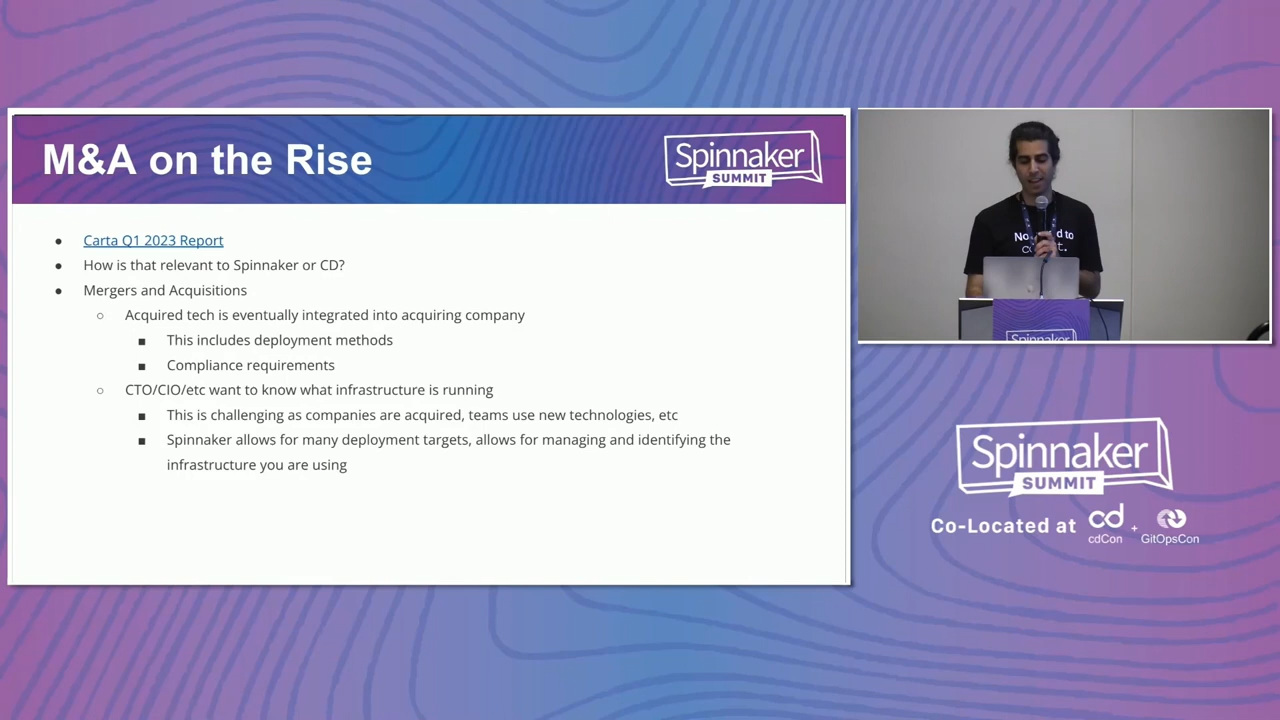 M&A on the Rise
Spinnaker
SUMMIT
Carta Q1 2023 Report
How is that relevant to Spinnaker or CD?
Mergers and Acquisitions
Acquired tech is eventually integrated into acquiring company
This includes deployment methods
Compliance requirements
CTO/CIO/etc want to know what infrastructure is running
This is challenging as companies are acquired, teams use new technologies, etc
Spinnaker allows for many deployment targets, allows for managing and identifying the
infrastructure you are using
to
Spinnaker
Spinnaker
SUMMIT
Co-Located at cd + 
cdCon GitOpsCon